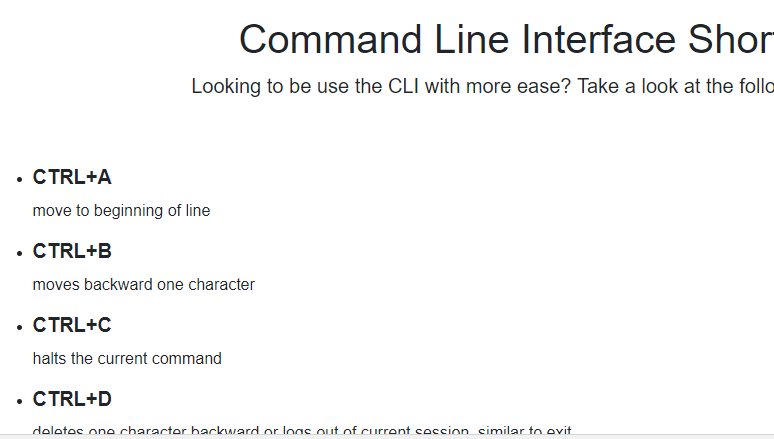 Command Line Interface Shor
Looking to be use the CLI with more ease? Take a look at the follo
CTRL+A
move to beginning of line
CTRL+B
moves backward one character
CTRL+C
halts the current command
CTRL+D
deletes one character backward or logs out of current session, similar to exit